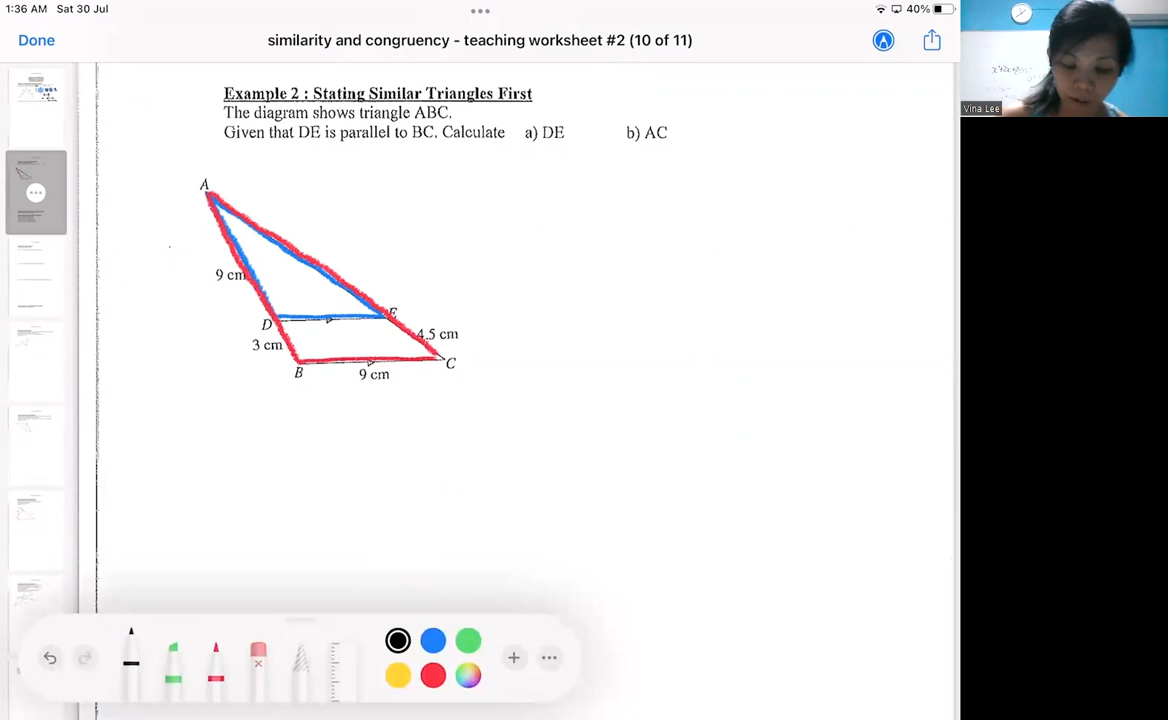 1:36 AM Sat 30 Jul
40%
Done
similarity and congruency - teaching worksheet #2 (10 of 11)
Vina Lee
Example 2 : Stating Similar Triangles First
The diagram shows triangle ABC.
Given that DE is parallel to BC. Calculate a) DE b) AC
A
9 cm
D
E
3 cm
4.5 cm
B
9 cm
C